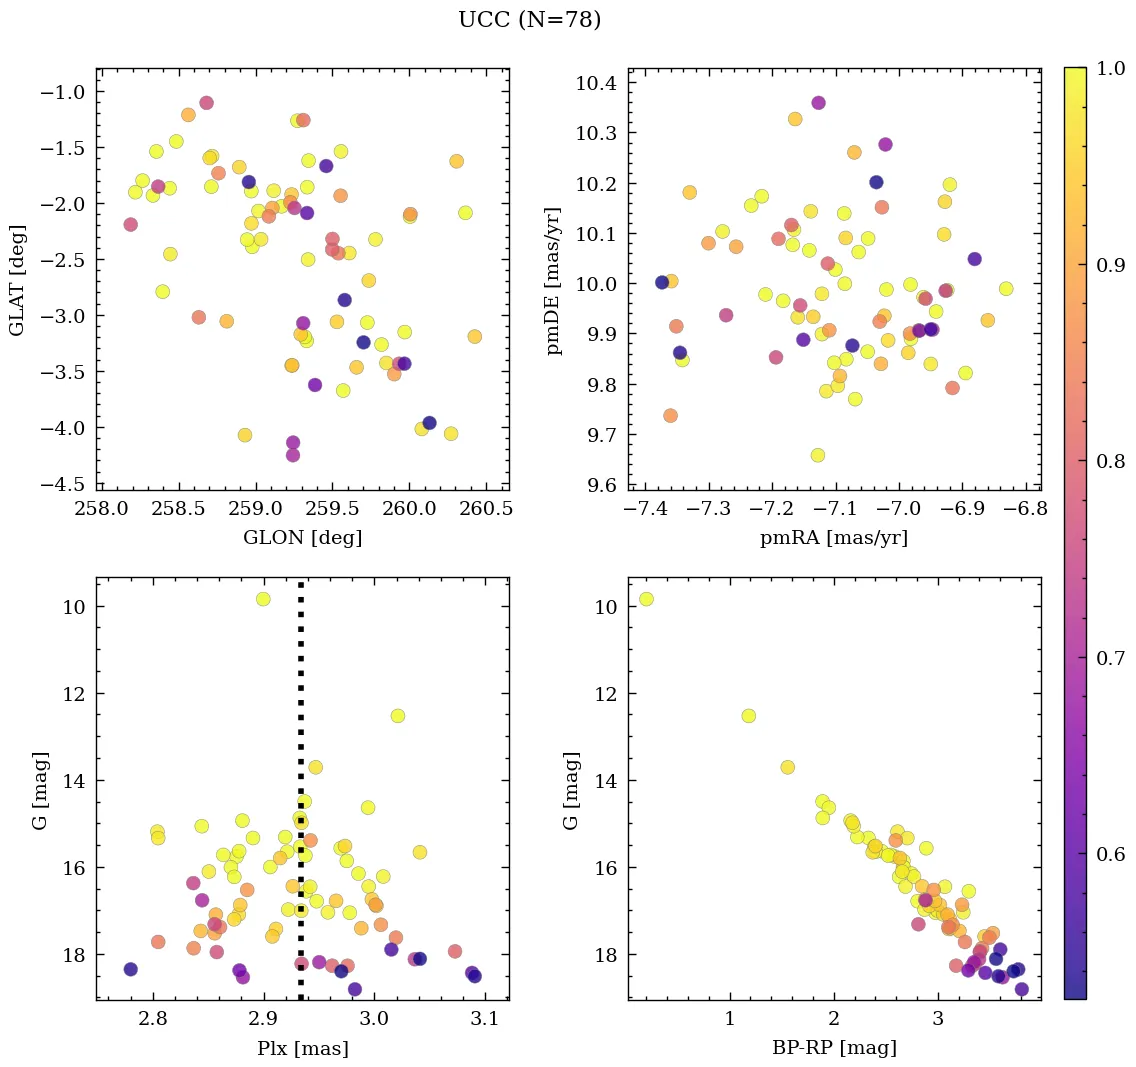 UCC (N=78)
−1.0
−1.5
−2.0
−2.5
−3.0
−3.5
−4.0
−4.5
GLAT [deg]
258.0 258.5 259.0 259.5 260.0 260.5
GLON [deg]
10.4
10.3
10.2
10.1
10.0
9.9
9.8
9.7
9.6
pmDE [mas/yr]
−7.4 −7.3 −7.2 −7.1 −7.0 −6.9 −6.8
pmRA [mas/yr]
1.0
0.9
0.8
0.7
0.6
10
12
14
16
18
G [mag]
2.8 2.9 3.0 3.1
Plx [mas]
10
12
14
16
18
G [mag]
1 2 3
BP-RP [mag]